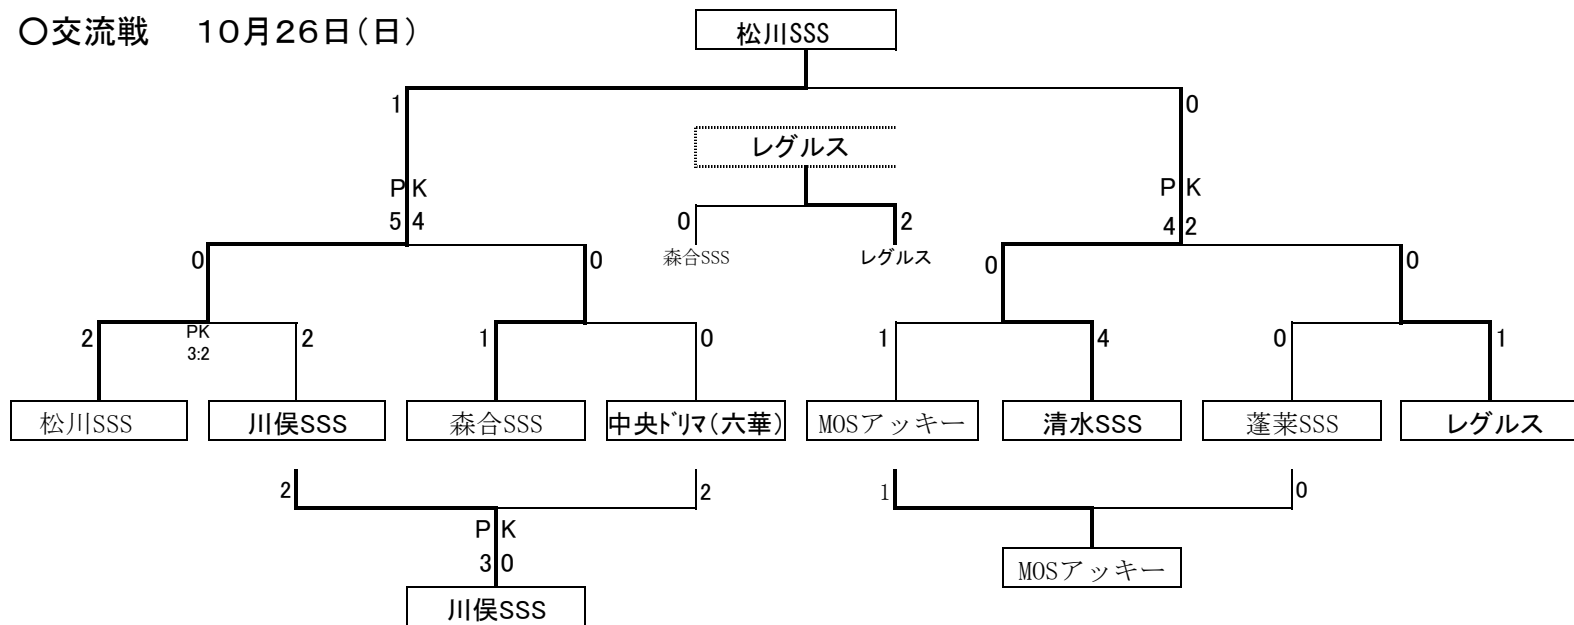 〇交流戦　１０月２６日（日）
松川SSS
1
0
レグルス
PK
PK
5 4
4 2
0
2
森合SSS
レグルス
0
0
0
0
2
PK
3:2
2
1
0
1
4
0
1
松川SSS
川俣SSS
森合SSS
中央ﾄﾞﾘﾏ（六華）
MOSアッキー
清水SSS
蓬莱SSS
レグルス
2
2
1
0
PK
3 0
MOSアッキー
川俣SSS